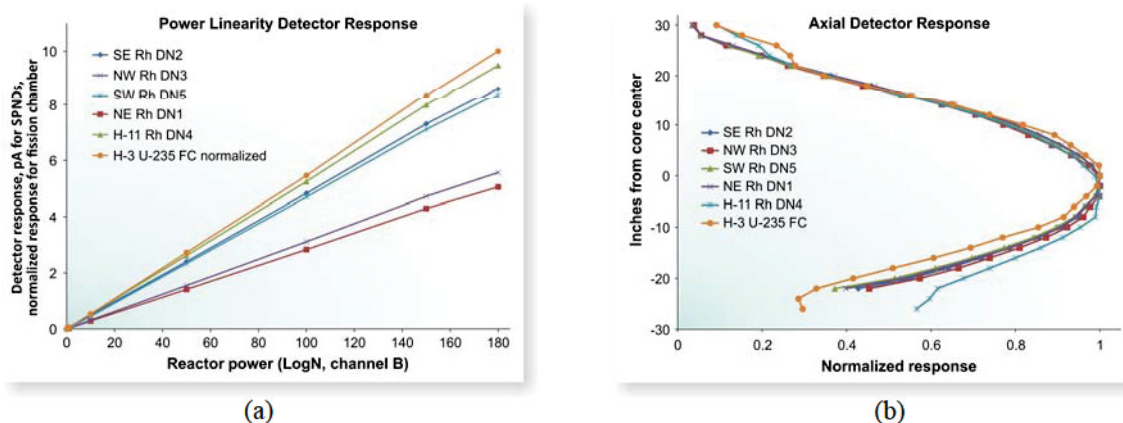 Power Linearity Detector Response
Detector response, pA for SPNDs,
normalized response for fission chamber
10
8
6
4
2
0
SE Rh DN2
NW Rh DN3
SW Rh DN5
NE Rh DN1
H-11 Rh DN4
H-3 U-235 FC normalized
0 20 40 60 80 100 120 140 160 180
Reactor power (LogN, channel B)
(a)
Axial Detector Response
Inches from core center
30
20
10
0
-10
-20
-30
SE Rh DN2
NW Rh DN3
SW Rh DN5
NE Rh DN1
H-11 Rh DN4
H-3 U-235 FC
0 0.2 0.4 0.6 0.8 1
Normalized response
(b)